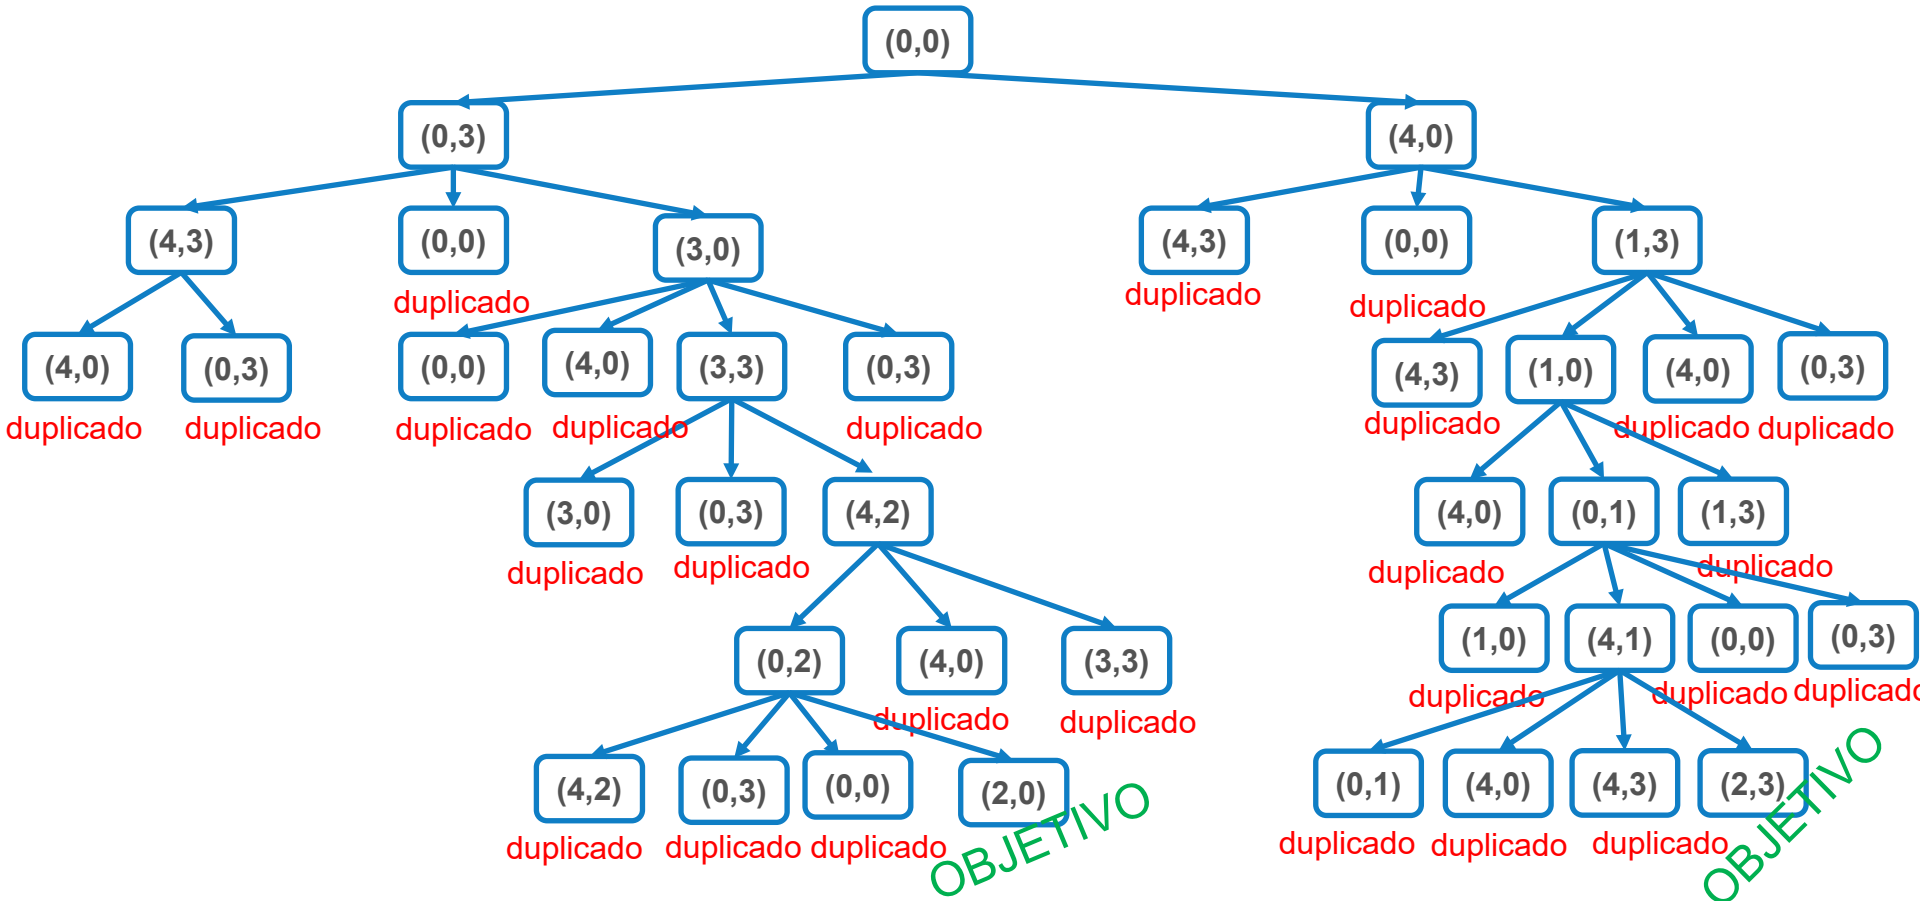 (0,0)
(0,3) (4,0)
(4,3) (0,0) (3,0) (4,3) (0,0) (1,3)
duplicado duplicado duplicado
(4,0) (0,3) (0,0) (4,0) (3,3) (0,3) (4,3) (1,0) (4,0) (0,3)
duplicado duplicado duplicado duplicado duplicado duplicado duplicado duplicado
(3,0) (0,3) (4,2) (4,0) (0,1) (1,3)
duplicado duplicado duplicado duplicado
(0,2) (4,0) (3,3) (1,0) (4,1) (0,0) (0,3)
duplicado duplicado duplicado duplicado duplicado
(4,2) (0,3) (0,0) (2,0) (0,1) (4,0) (4,3) (2,3)
duplicado duplicado duplicado OBJETIVO duplicado duplicado duplicado OBJETIVO